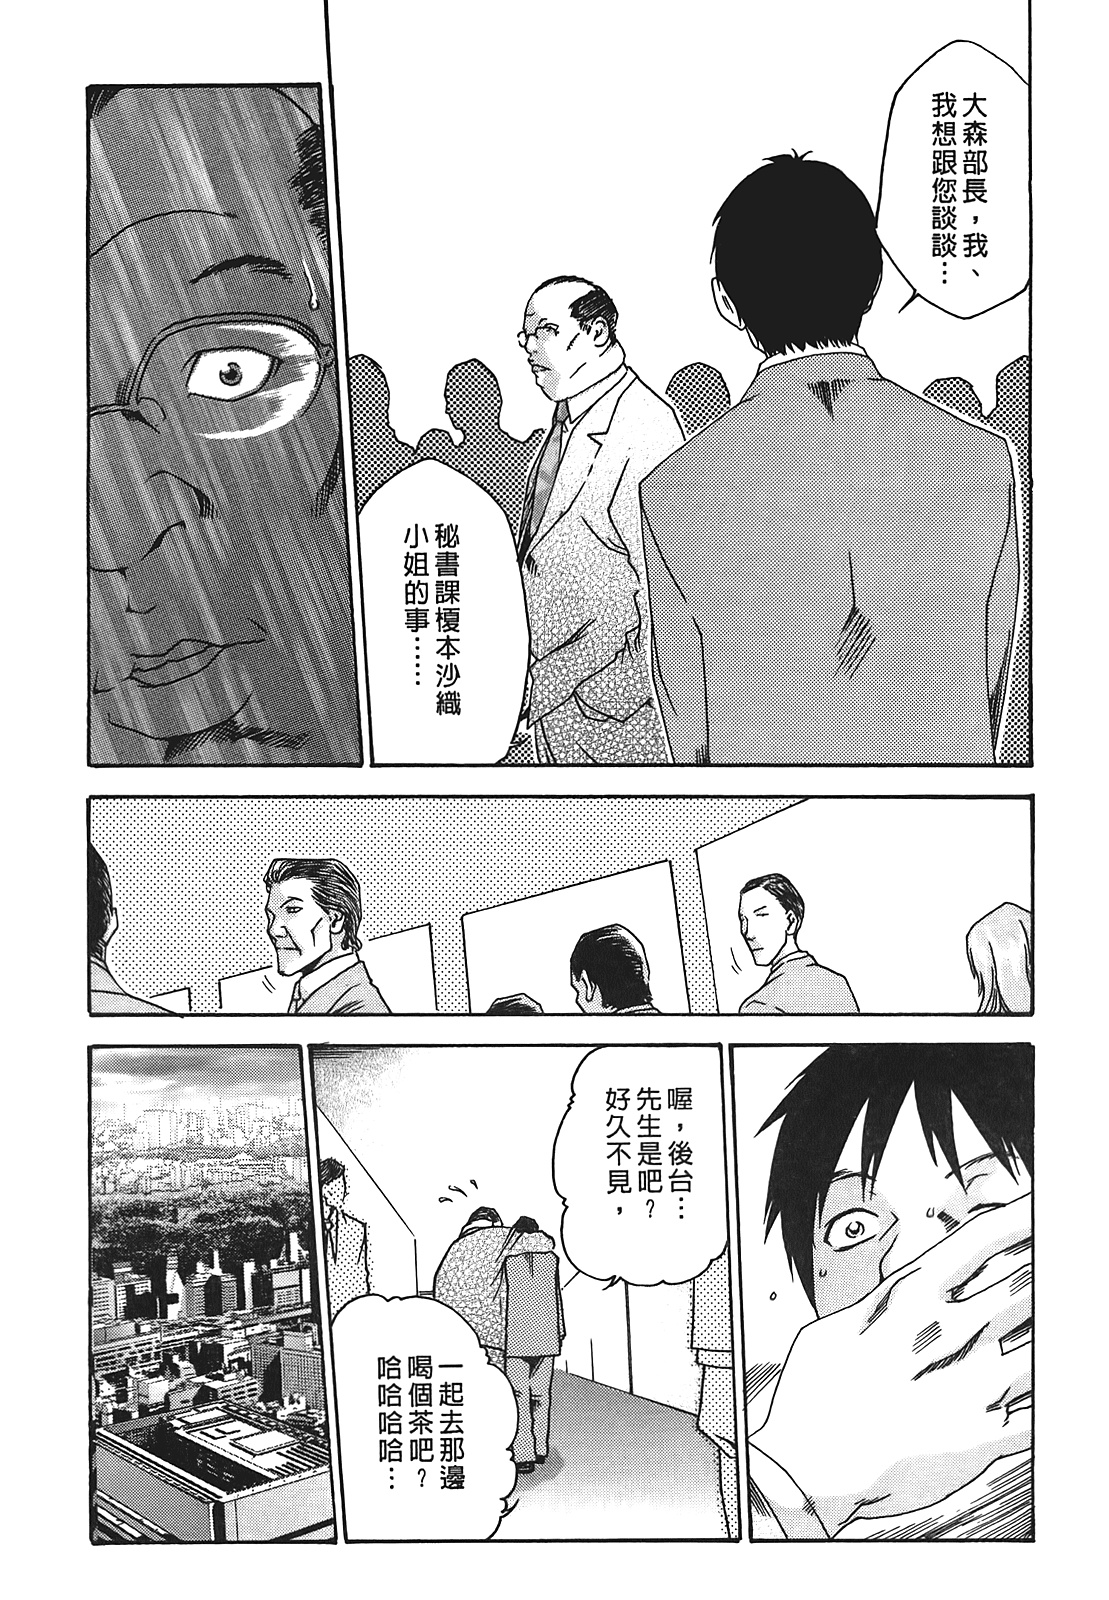 大森部長，我、
我想跟您談談…
秘書課榎本沙織
小姐的事……
喔，後台…
先生是吧？
好久不見，
一起去那邊
喝個茶吧？
哈哈哈哈…